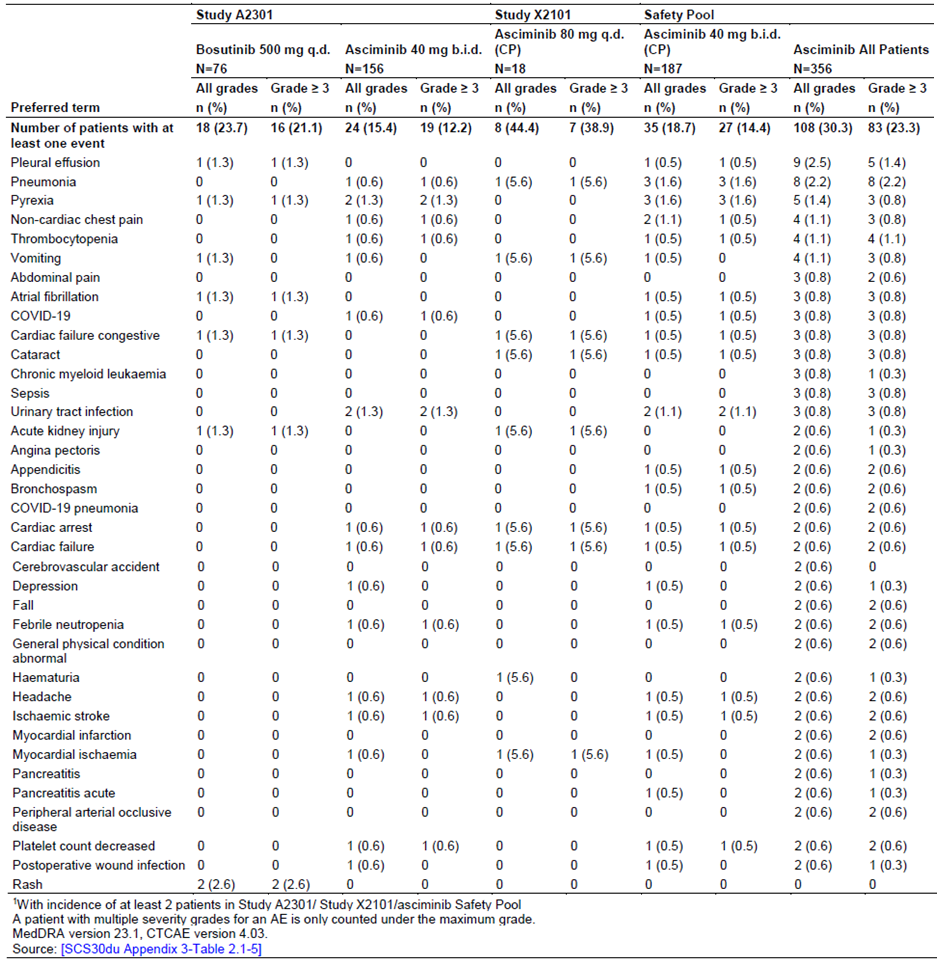 Study A2301 Study X2101 Safety Pool
Bosutinib 500 mg q.d. Asciminib 40 mg b.i.d. Asciminib 80 mg q.d. (CP) Asciminib 40 mg b.i.d. (CP) Asciminib All Patients
N=76 N=156 N=18 N=187 N=356
All grades Grade ≥ 3 All grades Grade ≥ 3 All grades Grade ≥ 3 All grades Grade ≥ 3 All grades Grade ≥ 3
Preferred term n (%) n (%) n (%) n (%) n (%) n (%) n (%) n (%) n (%) n (%)
Number of patients with at least one event 18 (23.7) 16 (21.1) 24 (15.4) 19 (12.2) 8 (44.4) 7 (38.9) 35 (18.7) 27 (14.4) 108 (30.3) 83 (23.3)
Pleural effusion 1 (1.3) 1 (1.3) 0 0 0 0 1 (0.5) 1 (0.5) 9 (2.5) 5 (1.4)
Pneumonia 0 0 1 (0.6) 1 (0.6) 1 (5.6) 1 (5.6) 3 (1.6) 3 (1.6) 8 (2.2) 8 (2.2)
Pyrexia 1 (1.3) 1 (1.3) 2 (1.3) 2 (1.3) 0 0 3 (1.6) 3 (1.6) 5 (1.4) 3 (0.8)
Non-cardiac chest pain 0 0 1 (0.6) 1 (0.6) 0 0 2 (1.1) 1 (0.5) 4 (1.1) 3 (0.8)
Thrombocytopenia 0 0 1 (0.6) 1 (0.6) 0 0 1 (0.5) 1 (0.5) 4 (1.1) 4 (1.1)
Vomiting 1 (1.3) 0 1 (0.6) 0 1 (5.6) 1 (5.6) 1 (0.5) 0 4 (1.1) 3 (0.8)
Abdominal pain 0 0 0 0 0 0 0 0 3 (0.8) 2 (0.6)
Atrial fibrillation 1 (1.3) 1 (1.3) 0 0 0 0 1 (0.5) 1 (0.5) 3 (0.8) 3 (0.8)
COVID-19 0 0 1 (0.6) 1 (0.6) 0 0 1 (0.5) 1 (0.5) 3 (0.8) 3 (0.8)
Cardiac failure congestive 1 (1.3) 1 (1.3) 0 0 1 (5.6) 1 (5.6) 1 (0.5) 1 (0.5) 3 (0.8) 3 (0.8)
Cataract 0 0 0 0 1 (5.6) 1 (5.6) 1 (0.5) 1 (0.5) 3 (0.8) 3 (0.8)
Chronic myeloid leukaemia 0 0 0 0 0 0 0 0 3 (0.8) 1 (0.3)
Sepsis 0 0 0 0 0 0 0 0 3 (0.8) 3 (0.8)
Urinary tract infection 0 0 2 (1.3) 2 (1.3) 0 0 2 (1.1) 2 (1.1) 3 (0.8) 3 (0.8)
Acute kidney injury 1 (1.3) 1 (1.3) 0 0 1 (5.6) 1 (5.6) 0 0 2 (0.6) 1 (0.3)
Angina pectoris 0 0 0 0 0 0 0 0 2 (0.6) 1 (0.3)
Appendicitis 0 0 0 0 0 0 1 (0.5) 1 (0.5) 2 (0.6) 2 (0.6)
Bronchospasm 0 0 0 0 0 0 1 (0.5) 1 (0.5) 2 (0.6) 2 (0.6)
COVID-19 pneumonia 0 0 0 0 0 0 0 0 2 (0.6) 2 (0.6)
Cardiac arrest 0 0 1 (0.6) 1 (0.6) 1 (5.6) 1 (5.6) 1 (0.5) 1 (0.5) 2 (0.6) 2 (0.6)
Cardiac failure 0 0 1 (0.6) 1 (0.6) 1 (5.6) 1 (5.6) 1 (0.5) 1 (0.5) 2 (0.6) 2 (0.6)
Cerebrovascular accident 0 0 0 0 0 0 0 0 2 (0.6) 0
Depression 0 0 1 (0.6) 0 0 0 1 (0.5) 0 2 (0.6) 1 (0.3)
Fall 0 0 0 0 0 0 0 0 2 (0.6) 2 (0.6)
Febrile neutropenia 0 0 1 (0.6) 1 (0.6) 0 0 1 (0.5) 1 (0.5) 2 (0.6) 2 (0.6)
General physical condition abnormal 0 0 0 0 0 0 0 0 2 (0.6) 2 (0.6)
Haematuria 0 0 0 0 1 (5.6) 0 0 0 2 (0.6) 1 (0.3)
Headache 0 0 1 (0.6) 1 (0.6) 0 0 1 (0.5) 1 (0.5) 2 (0.6) 2 (0.6)
Ischaemic stroke 0 0 1 (0.6) 1 (0.6) 0 0 1 (0.5) 1 (0.5) 2 (0.6) 2 (0.6)
Myocardial infarction 0 0 0 0 0 0 0 0 2 (0.6) 2 (0.6)
Myocardial ischaemia 0 0 1 (0.6) 0 1 (5.6) 1 (5.6) 1 (0.5) 0 2 (0.6) 1 (0.3)
Pancreatitis 0 0 0 0 0 0 0 0 2 (0.6) 1 (0.3)
Pancreatitis acute 0 0 0 0 0 0 1 (0.5) 0 2 (0.6) 1 (0.3)
Peripheral arterial occlusive disease 0 0 0 0 0 0 0 0 2 (0.6) 2 (0.6)
Platelet count decreased 0 0 1 (0.6) 1 (0.6) 0 0 1 (0.5) 1 (0.5) 2 (0.6) 2 (0.6)
Postoperative wound infection 0 0 1 (0.6) 0 0 0 1 (0.5) 0 2 (0.6) 1 (0.3)
Rash 2 (2.6) 2 (2.6) 0 0 0 0 0 0 0 0
¹With incidence of at least 2 patients in Study A2301/ Study X2101/asciminib Safety Pool
A patient with multiple severity grades for an AE is only counted under the maximum grade.
MedDRA version 23.1, CTCAE version 4.03.
Source: [SCS30du Appendix 3-Table 2.1-5]